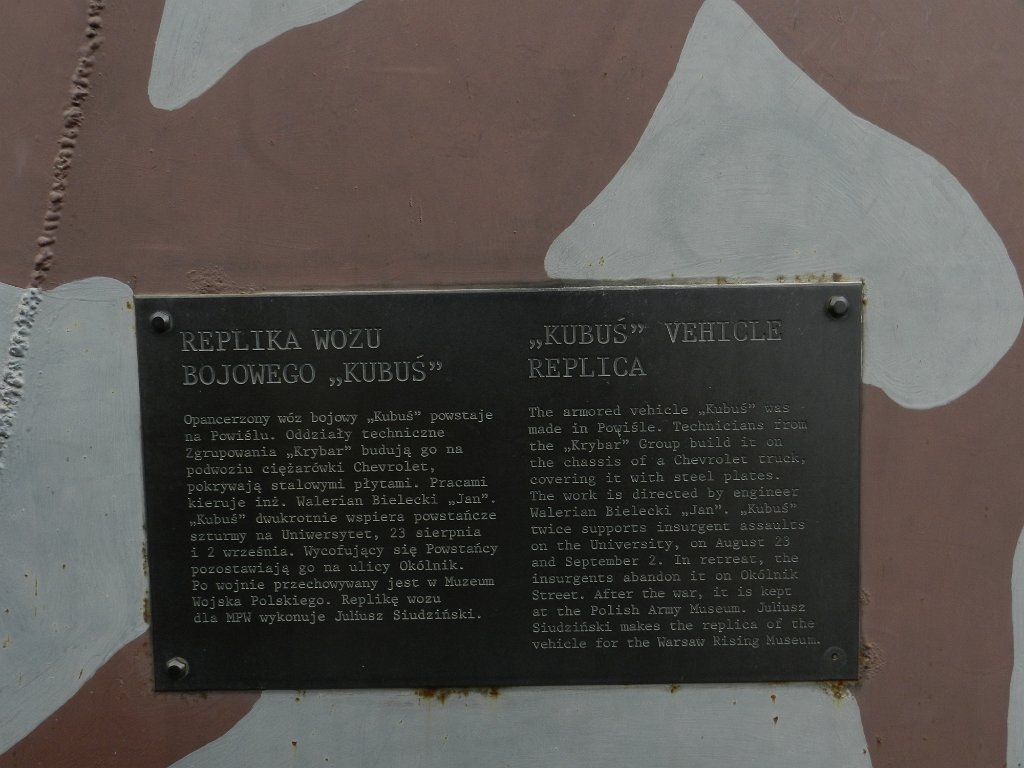 REPLIKA WOZU
BOJOWEGO „KUBUŚ”
Opancerzony wóz bojowy „Kubuś” powstaje
na Powiślu. Oddziały techniczne
Zgrupowania „Krybar” budują go na
podwoziu ciężarówki Chevrolet,
pokrywają stalowymi płytami. Pracami
kieruje inż. Walerian Bielecki „Jan”.
„Kubuś” dwukrotnie wspiera powstańcze
szturmy na Uniwersytet, 23 sierpnia
i 2 września. Wycofujący się Powstańcy
pozostawiają go na ulicy Okólnik.
Po wojnie przechowywany jest w Muzeum
Wojska Polskiego. Replikę wozu
dla MPW wykonuje Juliusz Siudziński.
„KUBUŚ” VEHICLE
REPLICA
The armored vehicle „Kubuś” was
made in Powiśle. Technicians from
the „Krybar” Group build it on
the chassis of a Chevrolet truck,
covering it with steel plates.
The work is directed by engineer
Walerian Bielecki „Jan”. „Kubuś”
twice supports insurgent assaults
on the University, on August 23
and September 2. In retreat, the
insurgents abandon it on Okólnik
Street. After the war, it is kept
at the Polish Army Museum. Juliusz
Siudziński makes the replica of the
vehicle for the Warsaw Rising Museum.